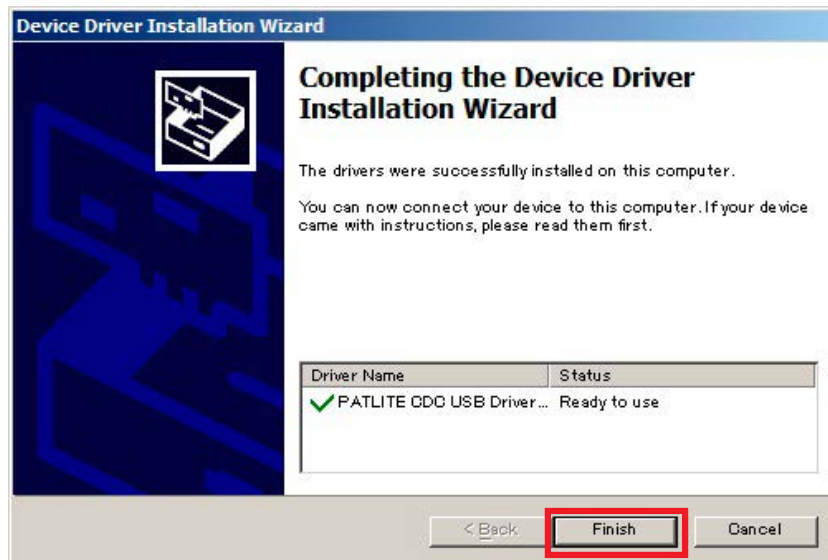 Device Driver Installation Wizard
Completing the Device Driver
Installation Wizard
The drivers were successfully installed on this computer.
You can now connect your device to this computer. If your device
came with instructions, please read them first.
Driver Name Status
PATLITE CDC USB Driver... Ready to use
< Back Finish Cancel